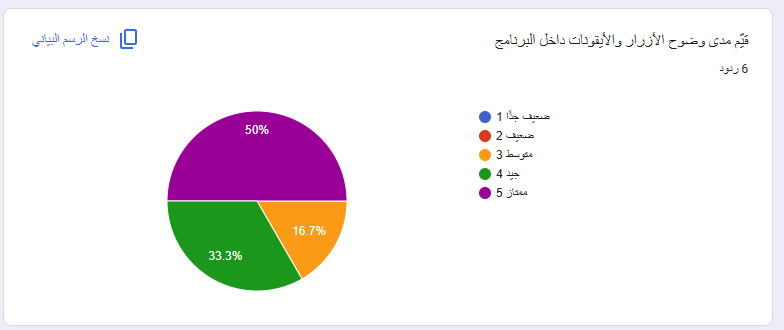 قيّم مدى وضوح الأزرار والأيقونات داخل البرنامج
نسخ الرسم البياني
6 ردود
1 ضعيف جدًا
2 ضعيف
3 متوسط
4 جيد
5 ممتاز
50%
16.7%
33.3%